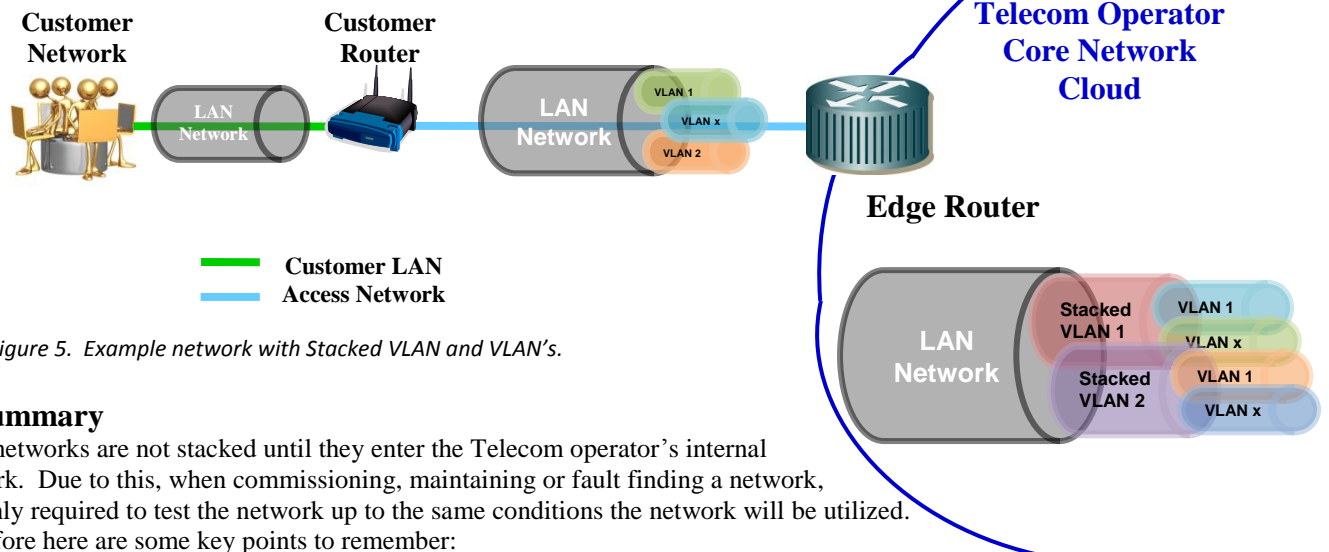 Customer
Network
Customer
Router
Telecom Operator
Core Network
Cloud
LAN
Network
LAN
Network
VLAN 1
VLAN x
VLAN 2
Edge Router
Customer LAN
Access Network
LAN
Network
Stacked
VLAN 1
Stacked
VLAN 2
VLAN 1
VLAN x
VLAN 1
VLAN x
igure 5. Example network with Stacked VLAN and VLAN's.
ummary
networks are not stacked until they enter the Telecom operator's internal
rk. Due to this, when commissioning, maintaining or fault finding a network,
nly required to test the network up to the same conditions the network will be utilized.
fore here are some key points to remember: